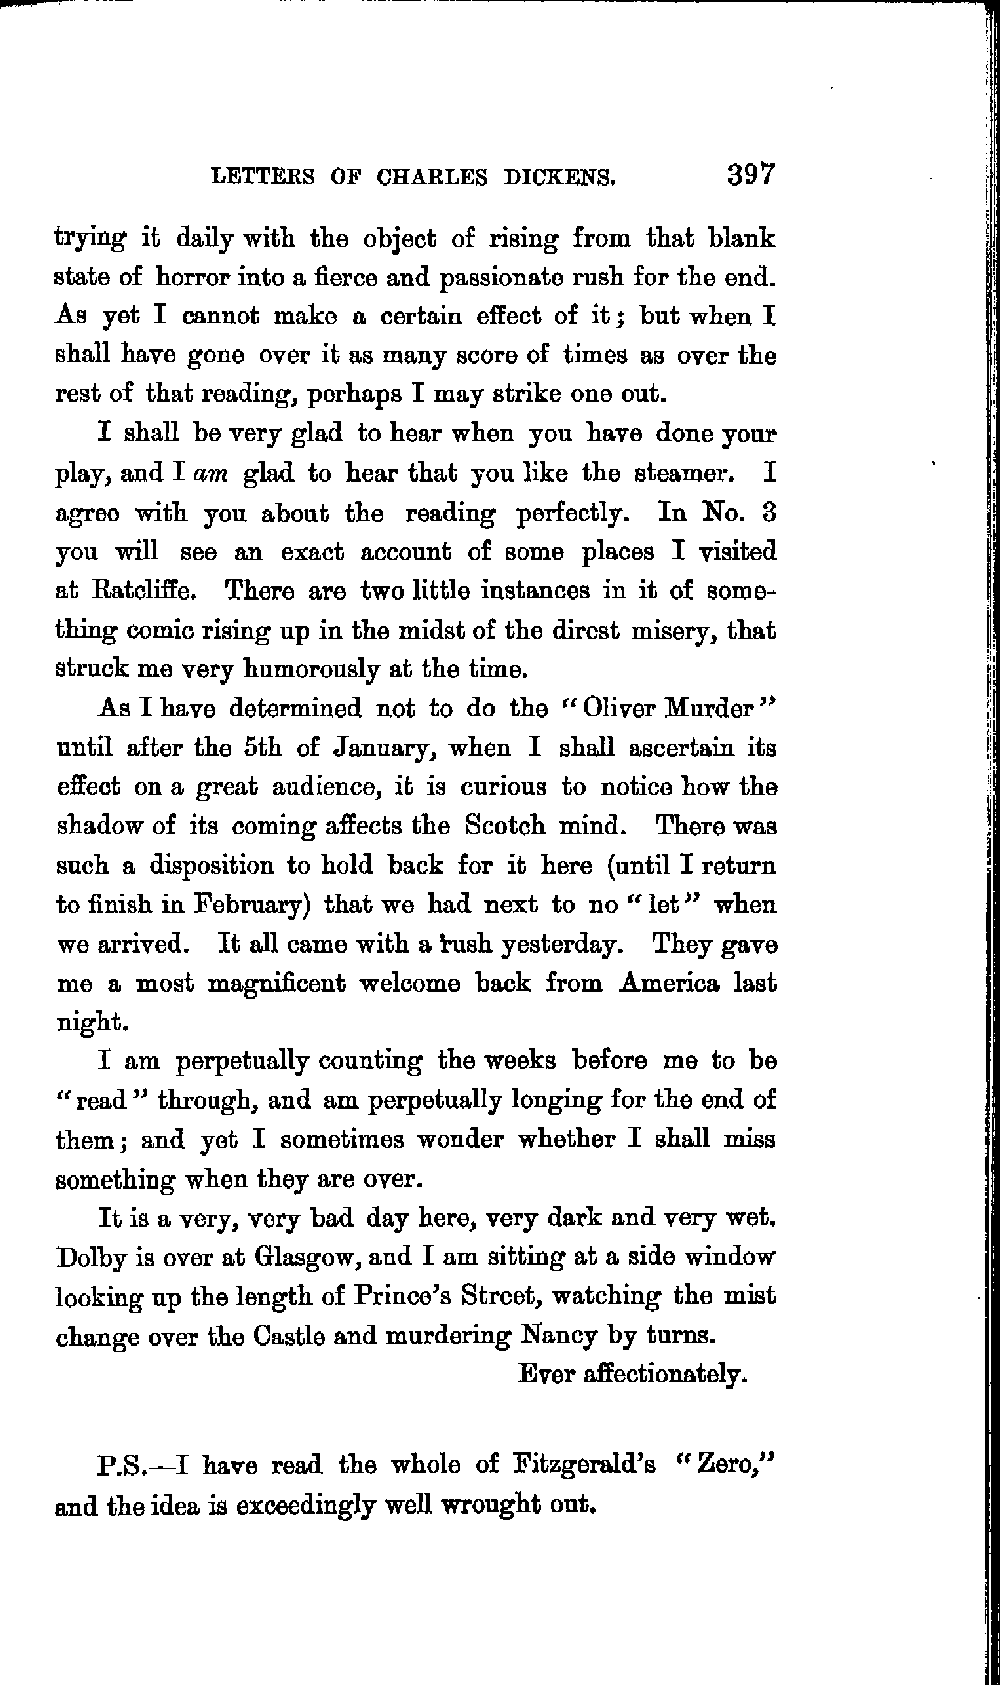 LETTERS OF CHARLES DICKENS. 397
trying it daily with the object of rising from that blank
state of horror into a fierce and passionate rush for the end.
As yet I cannot make a certain effect of it; but when I
shall have gone over it as many score of times as over the
rest of that reading, perhaps I may strike one out.
I shall be very glad to hear when you have done your
play, and I am glad to hear that you like the steamer. I
agree with you about the reading perfectly. In No. 3
you will see an exact account of some places I visited
at Ratcliffe. There are two little instances in it of some-
thing comic rising up in the midst of the direst misery, that
struck me very humorously at the time.
As I have determined not to do the “Oliver Murder”
until after the 5th of January, when I shall ascertain its
effect on a great audience, it is curious to notice how the
shadow of its coming affects the Scotch mind. There was
such a disposition to hold back for it here (until I return
to finish in February) that we had next to no “let” when
we arrived. It all came with a rush yesterday. They gave
me a most magnificent welcome back from America last
night.
I am perpetually counting the weeks before me to be
“read” through, and am perpetually longing for the end of
them; and yet I sometimes wonder whether I shall miss
something when they are over.
It is a very, very bad day here, very dark and very wet.
Dolby is over at Glasgow, and I am sitting at a side window
looking up the length of Prince’s Street, watching the mist
change over the Castle and murdering Nancy by turns.
Ever affectionately.
P.S.—I have read the whole of Fitzgerald’s “Zero,”
and the idea is exceedingly well wrought out.